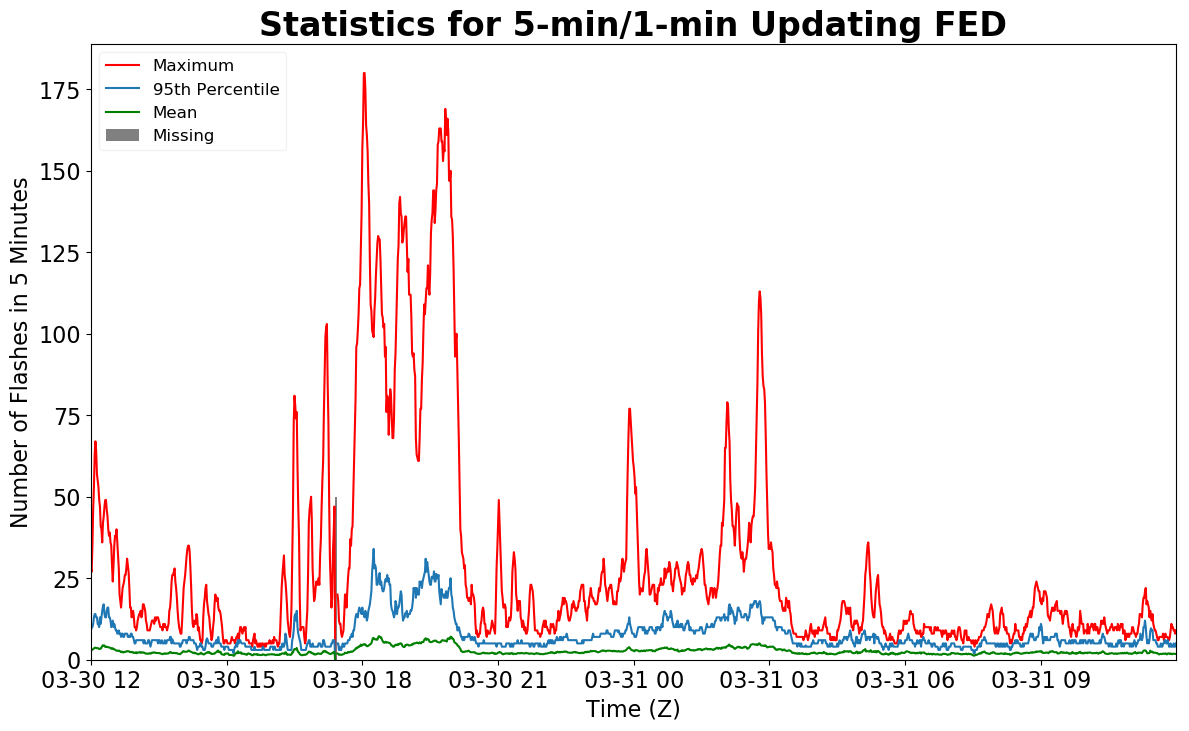 Statistics for 5-min/1-min Updating FED
Number of Flashes in 5 Minutes
175
150
125
100
75
50
25
0
Maximum
95th Percentile
Mean
Missing
03-30 12
03-30 15
03-30 18
03-30 21
03-31 00
03-31 03
03-31 06
03-31 09
Time (Z)